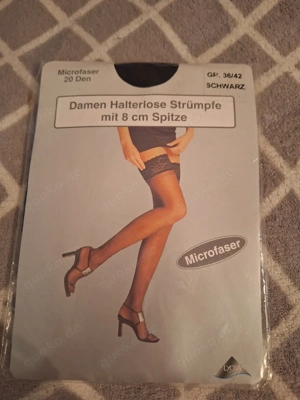 Microfaser
20 Den
GR. 36/42
SCHWARZ
Damen Halterlose Strümpfe
mit 8 cm Spitze
Microfaser